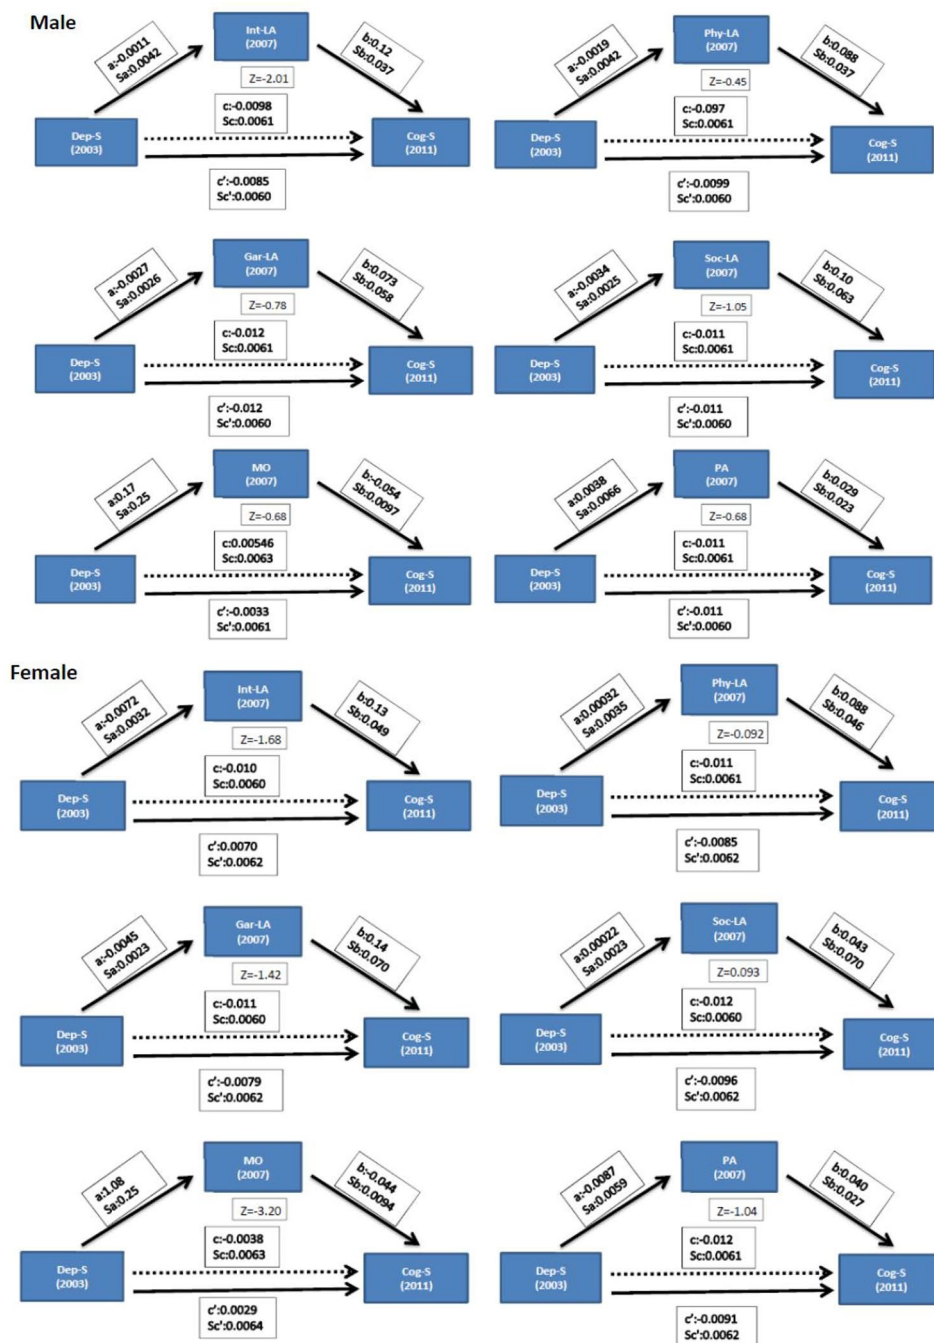 Male
Int-LA
(2007)
a:-0.0011
Sa:0.0042
b:0.12
Sb:0.037
Z=-2.01
c:-0.0098
Sc:0.0061
Dep-S
(2003)
Cog-S
(2011)
c':-0.0085
Sc':0.0060
Phy-LA
(2007)
a:-0.0019
Sa:0.0042
b:0.088
Sb:0.037
Z=-0.45
c:-0.097
Sc:0.0061
Dep-S
(2003)
Cog-S
(2011)
c':-0.0099
Sc':0.0060
Gar-LA
(2007)
a:-0.0027
Sa:0.0026
b:0.073
Sb:0.058
Z=-0.78
c:-0.012
Sc:0.0061
Dep-S
(2003)
Cog-S
(2011)
c':-0.012
Sc':0.0060
Soc-LA
(2007)
a:-0.0034
Sa:0.0025
b:0.10
Sb:0.063
Z=-1.05
c:-0.011
Sc:0.0061
Dep-S
(2003)
Cog-S
(2011)
c':-0.011
Sc':0.0060
MO
(2007)
a:0.17
Sa:0.25
b:-0.054
Sb:0.0097
Z=-0.68
c:0.00546
Sc:0.0063
Dep-S
(2003)
Cog-S
(2011)
c':-0.0033
Sc':0.0061
PA
(2007)
a:0.0038
Sa:0.0066
b:0.029
Sb:0.023
Z=-0.68
c:-0.011
Sc:0.0061
Dep-S
(2003)
Cog-S
(2011)
c':-0.011
Sc':0.0060
Female
Int-LA
(2007)
a:-0.0072
Sa:0.0032
b:0.13
Sb:0.049
Z=-1.68
c:-0.010
Sc:0.0060
Dep-S
(2003)
Cog-S
(2011)
c':0.0070
Sc':0.0062
Phy-LA
(2007)
a:0.00032
Sa:0.0035
b:0.088
Sb:0.046
Z=-0.092
c:-0.011
Sc:0.0061
Dep-S
(2003)
Cog-S
(2011)
c':-0.0085
Sc':0.0062
Gar-LA
(2007)
a:-0.0045
Sa:0.0023
b:0.14
Sb:0.070
Z=-1.42
c:-0.011
Sc:0.0060
Dep-S
(2003)
Cog-S
(2011)
c':-0.0079
Sc':0.0062
Soc-LA
(2007)
a:0.00022
Sa:0.0023
b:0.043
Sb:0.070
Z=0.093
c:-0.012
Sc:0.0060
Dep-S
(2003)
Cog-S
(2011)
c':-0.0096
Sc':0.0062
MO
(2007)
a:1.08
Sa:0.25
b:-0.044
Sb:0.0094
Z=-3.20
c:-0.0038
Sc:0.0063
Dep-S
(2003)
Cog-S
(2011)
c':0.0029
Sc':0.0064
PA
(2007)
a:-0.0087
Sa:0.0059
b:0.040
Sb:0.027
Z=-1.04
c:-0.012
Sc:0.0061
Dep-S
(2003)
Cog-S
(2011)
c':-0.0091
Sc':0.0062